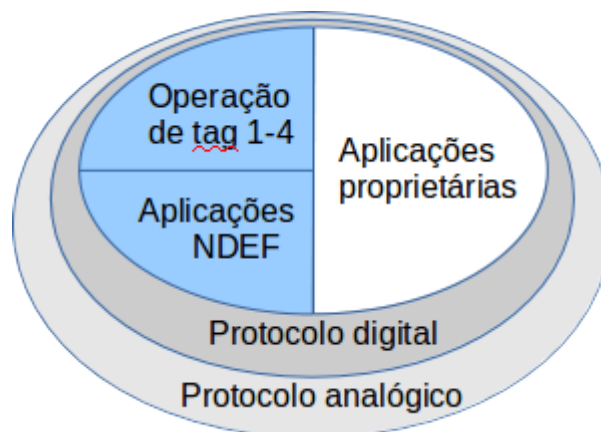 Operação
de tag 1-4
Aplicações
proprietárias
Aplicações
NDEF
Protocolo digital
Protocolo analógico